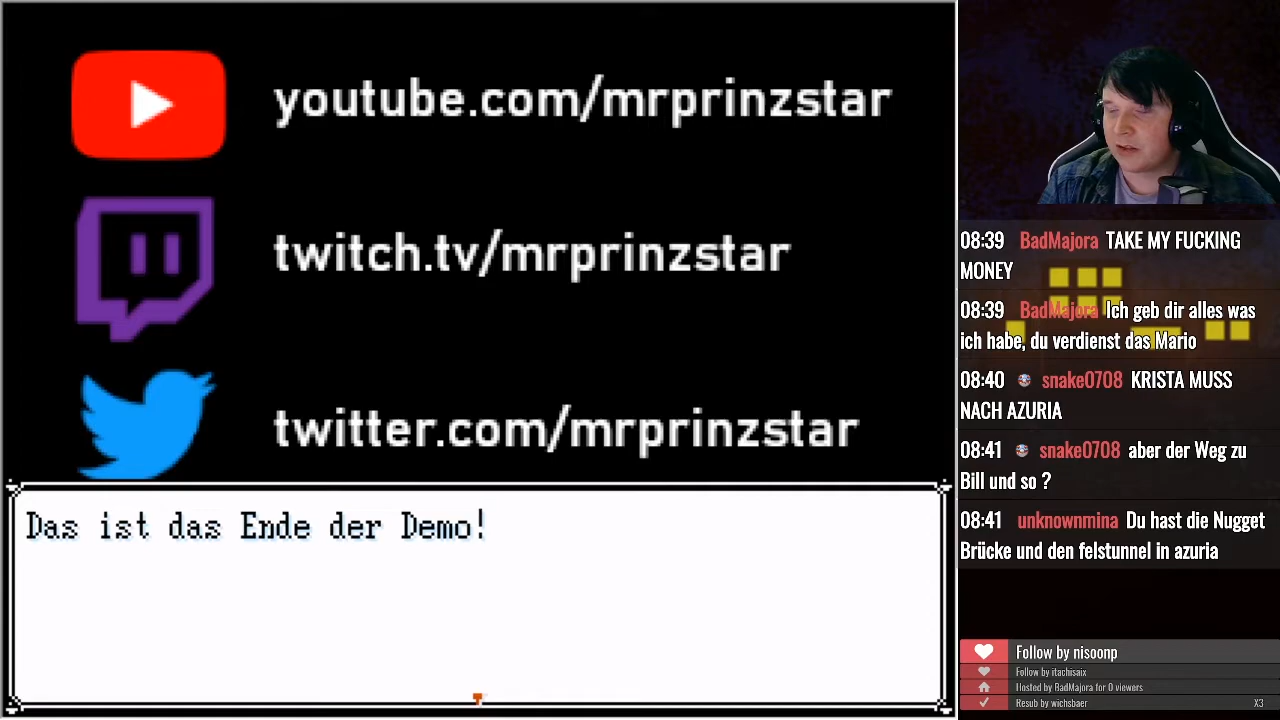 youtube.com/mrprinzstar
twitch.tv/mrprinzstar
twitter.com/mrprinzstar
Das ist das Ende der Demo!
08:39 BadMajora TAKE MY FUCKING
MONEY
08:39 BadMajora Ich geb dir alles was
ich habe, du verdienst das Mario
08:40 snake0708 KRISTA MUSS
NACH AZURIA
08:41 snake0708 aber der Weg zu
Bill und so ?
08:41 unknownmina Du hast die Nugget
Brücke und den felstunnel in azuria
Follow by nisoonp
Follow by itachisaix
Hosted by BadMajora for 0 viewers
Resub by wichsbaer X3